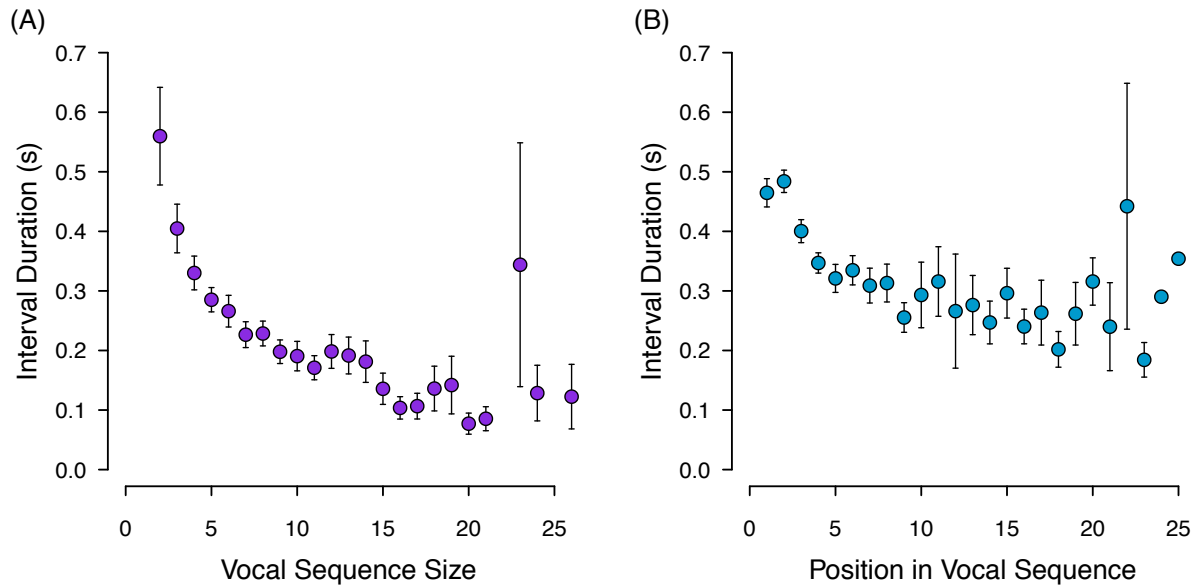 (A)
0.7
0.6
0.5
0.4
0.3
0.2
0.1
0.0
Interval Duration (s)
0 5 10 15 20 25
Vocal Sequence Size
(B)
0.7
0.6
0.5
0.4
0.3
0.2
0.1
0.0
Interval Duration (s)
0 5 10 15 20 25
Position in Vocal Sequence